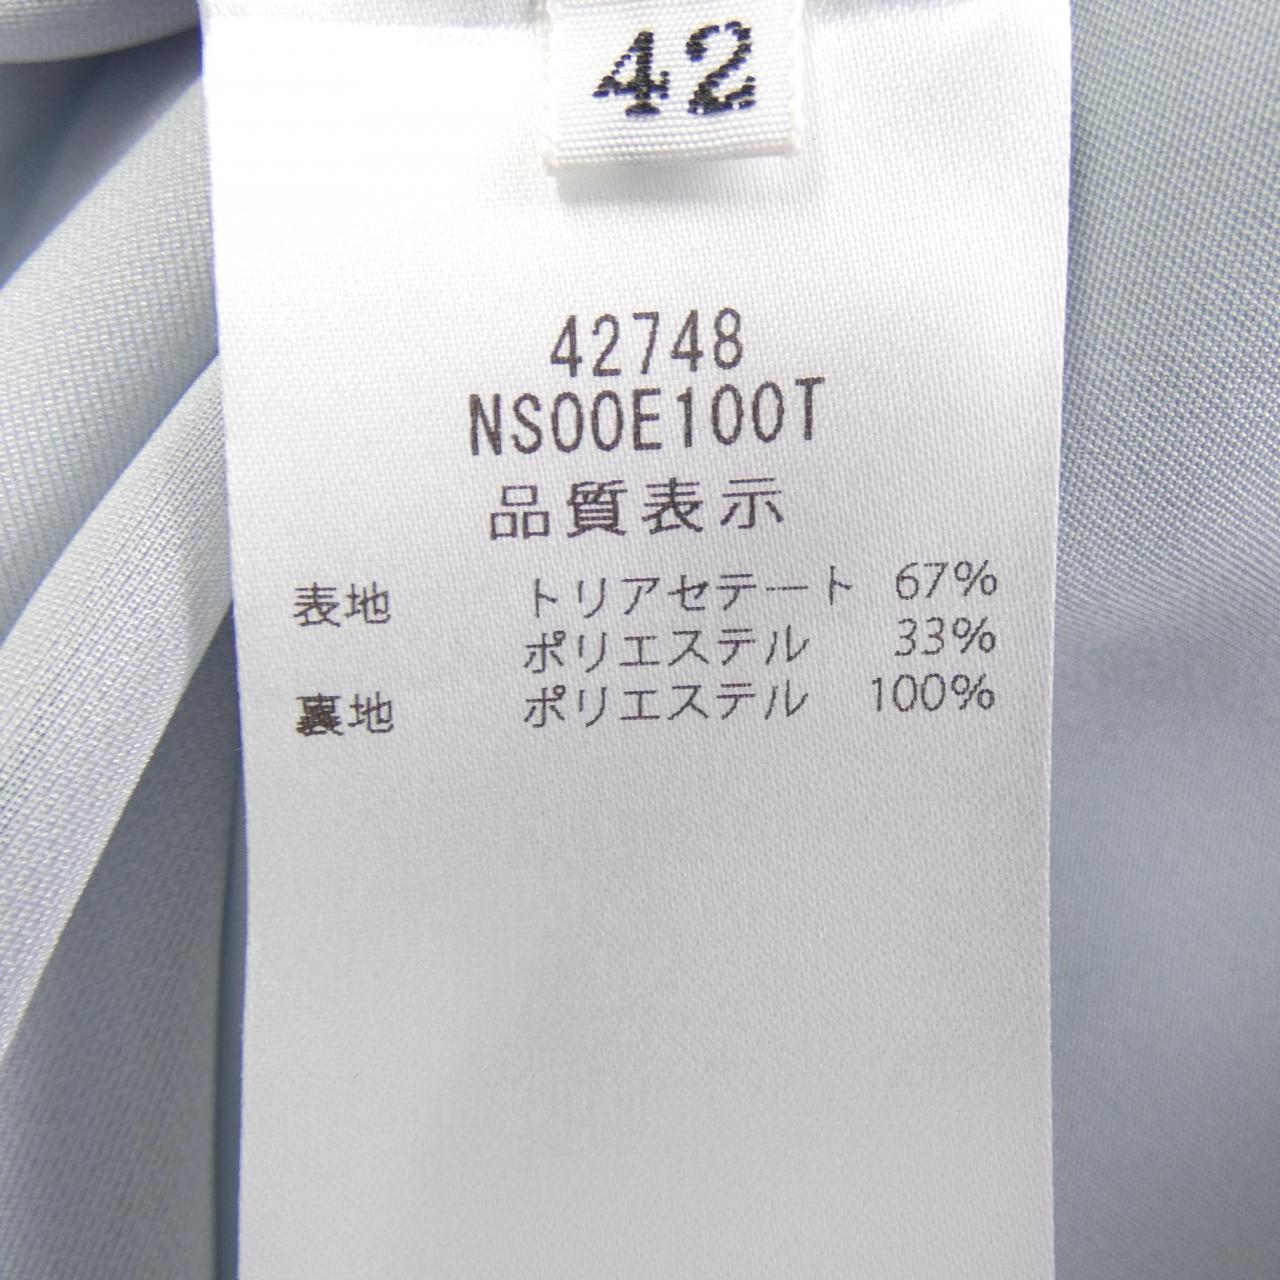 42
42748
NS00E100T
品質表示
表地 トリアセテート 67%
ポリエステル 33%
裏地 ポリエステル 100%